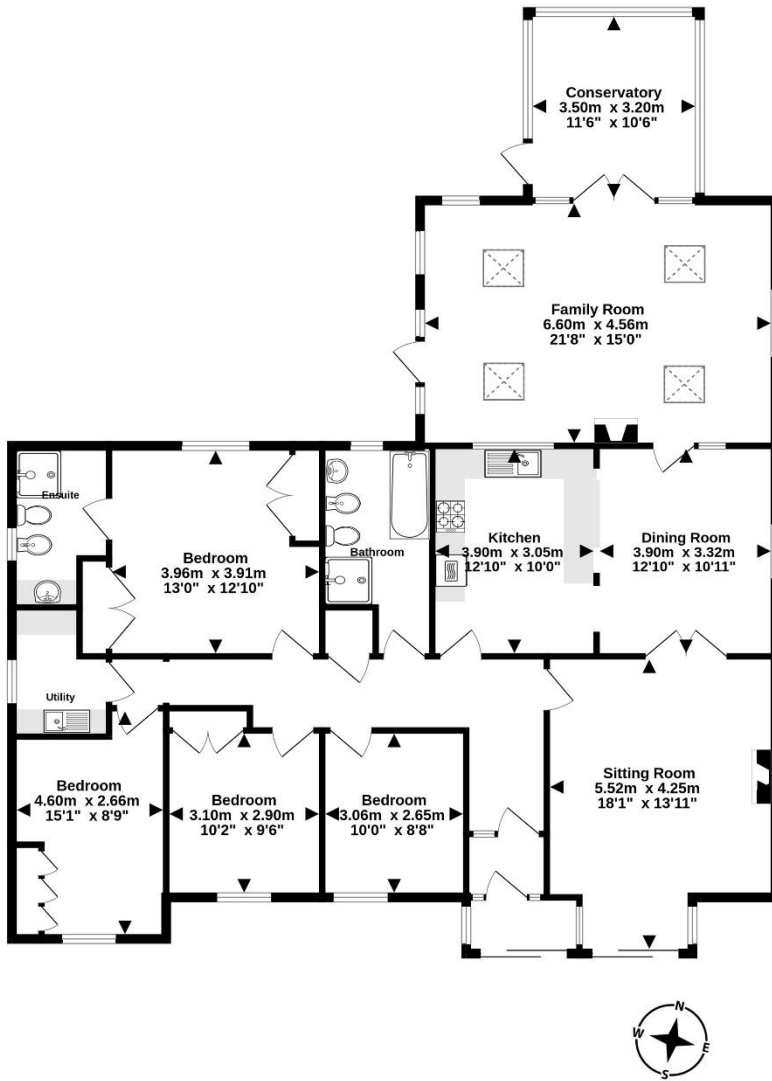 Conservatory
3.50m x 3.20m
11'6" x 10'6"
Family Room
6.60m x 4.56m
21'8" x 15'0"
Ensuite
Bedroom
3.96m x 3.91m
13'0" x 12'10"
Bathroom
Kitchen
3.90m x 3.05m
12'10" x 10'0"
Dining Room
3.90m x 3.32m
12'10" x 10'11"
Utility
Bedroom
4.60m x 2.66m
15'1" x 8'9"
Bedroom
3.10m x 2.90m
10'2" x 9'6"
Bedroom
3.06m x 2.65m
10'0" x 8'8"
Sitting Room
5.52m x 4.25m
18'1" x 13'11"
N
W
E
S